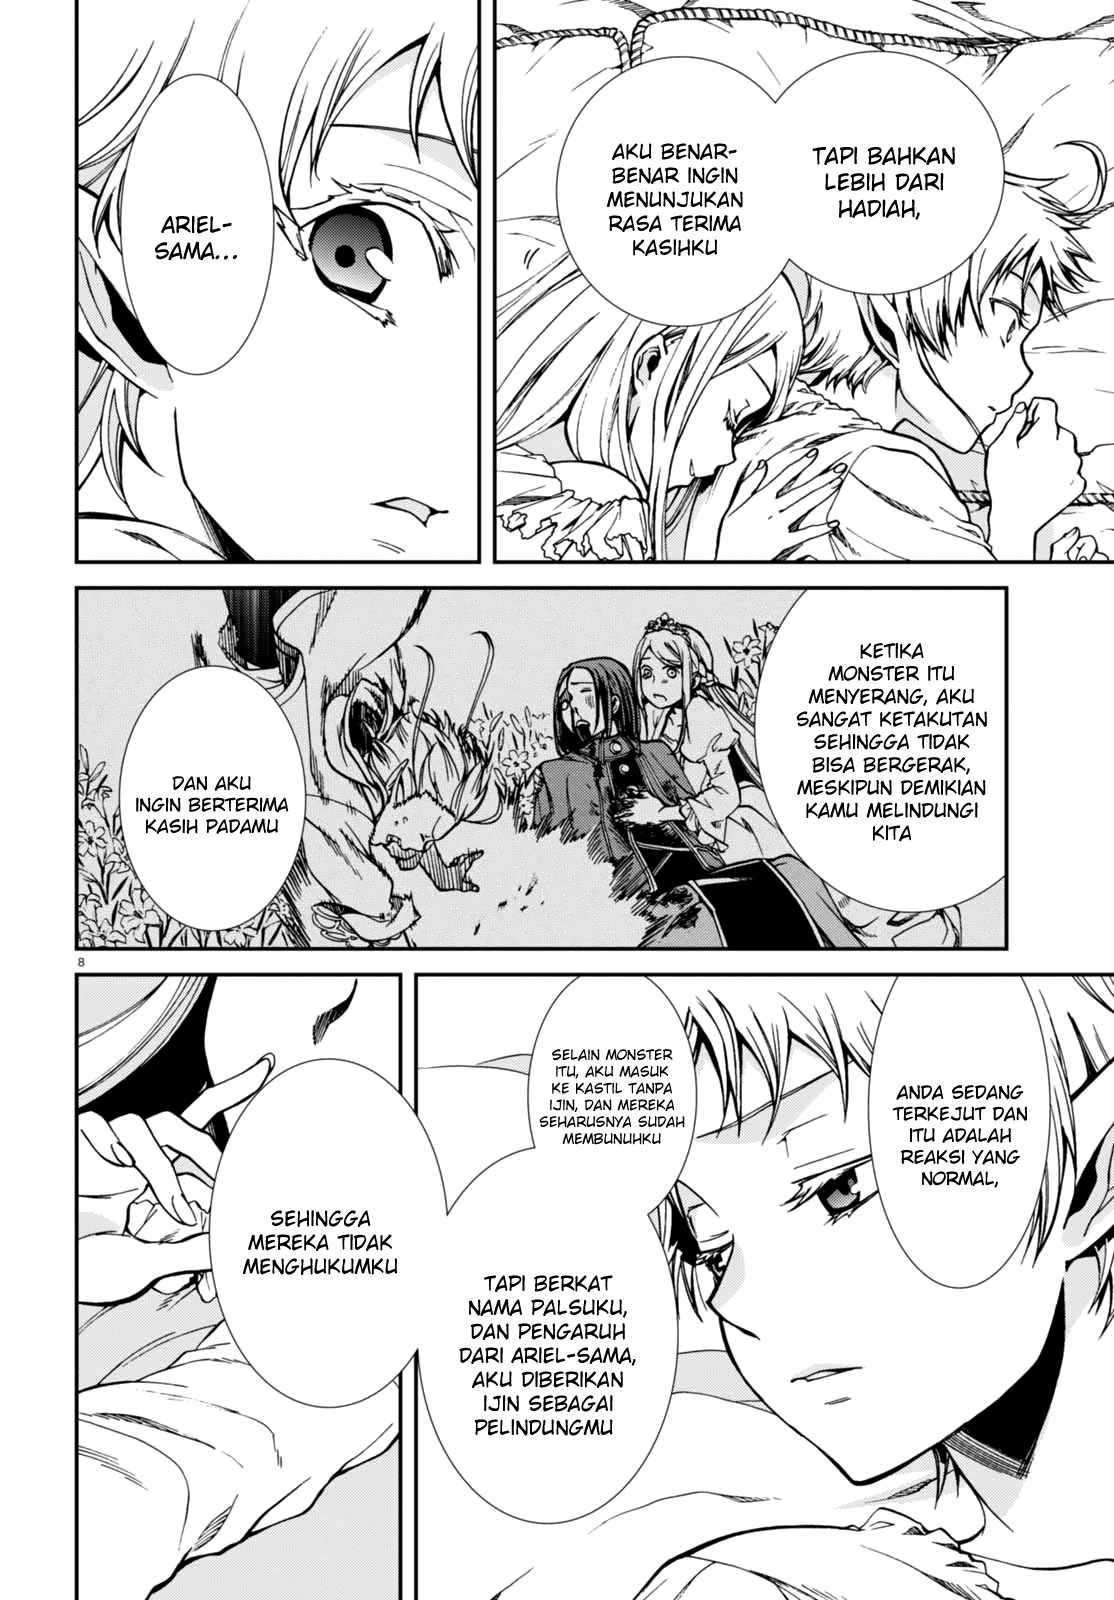 TAPI BAHKAN
LEBIH DARI
HADIAH,
AKU BENAR-
BENAR INGIN
MENUNJUKAN
RASA TERIMA
KASIHKU
ARIEL-
SAMA...
KETIKA
MONSTER ITU
MENYERANG, AKU
SANGAT KETAKUTAN
SEHINGGA TIDAK
BISA BERGERAK,
MESKIPUN DEMIKIAN
KAMU MELINDUNGI
KITA
DAN AKU
INGIN BERTERIMA
KASIH PADAMU
8
ANDA SEDANG
TERKEJUT DAN
ITU ADALAH
REAKSI YANG
NORMAL,
SELAIN MONSTER
ITU, AKU MASUK
KE KASTIL TANPA
IJIN, DAN MEREKA
SEHARUSNYA SUDAH
MEMBUNUHKU
TAPI BERKAT
NAMA PALSUKU,
DAN PENGARUH
DARI ARIEL-SAMA,
AKU DIBERIKAN
IJIN SEBAGAI
PELINDUNGMU
SEHINGGA
MEREKA TIDAK
MENGHUKUMKU